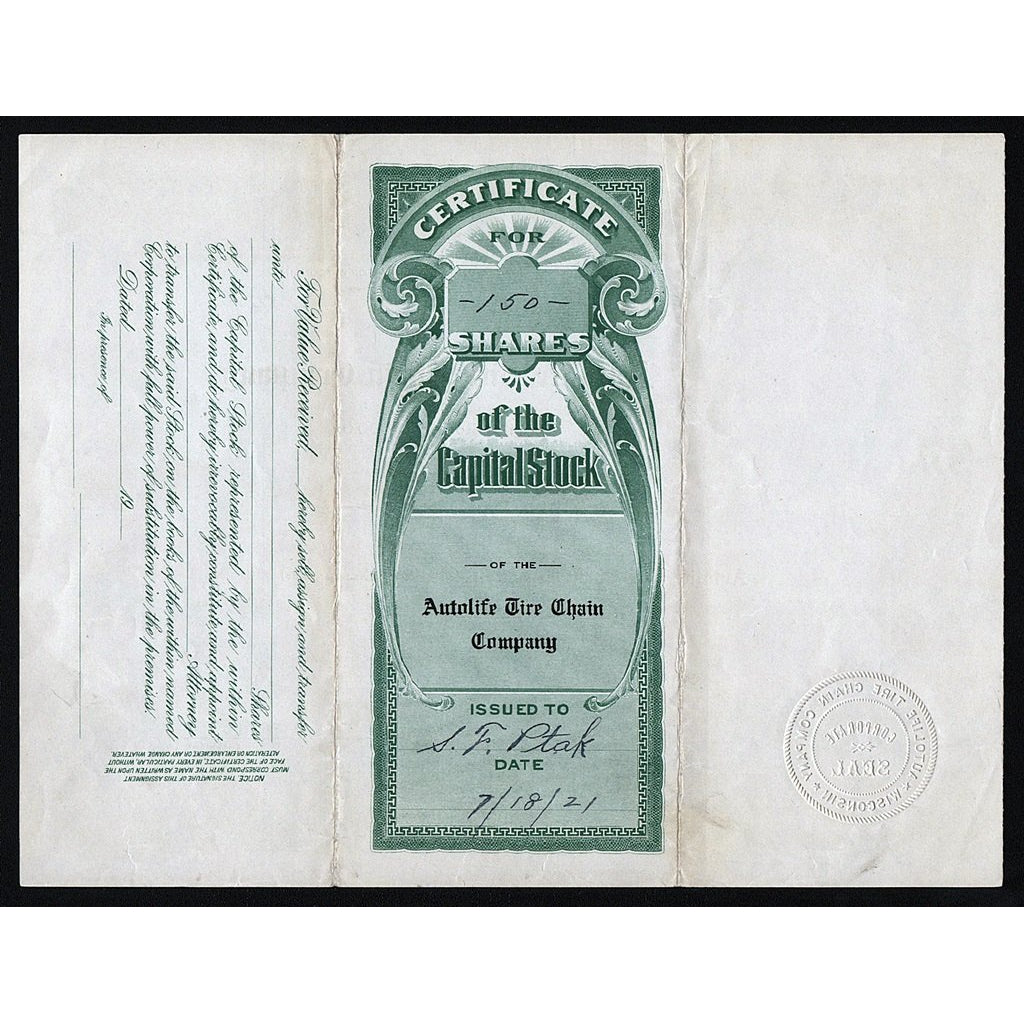 For Value Received, hereby sell, assign and transfer
unto
Shares
of the Capital Stock represented by the within
Certificate, and do hereby irrevocably constitute and appoint
Attorney
to transfer the said Stock on the books of the within named
Corporation with full power of substitution in the premises.
Dated 19
In presence of
NOTICE. THE SIGNATURE OF THIS ASSIGNMENT
MUST CORRESPOND WITH THE NAME AS WRITTEN UPON THE
FACE OF THE CERTIFICATE, IN EVERY PARTICULAR, WITHOUT
ALTERATION OR ENLARGEMENT OR ANY CHANGE WHATEVER.
CERTIFICATE
FOR
-150-
SHARES
of the
Capital Stock
OF THE
Autolife Tire Chain
Company
ISSUED TO
S. F. Ptak
DATE
7/18/21
AUTOLIFE TIRE CHAIN COMPANY
WISCONSIN
CORPORATE
SEAL